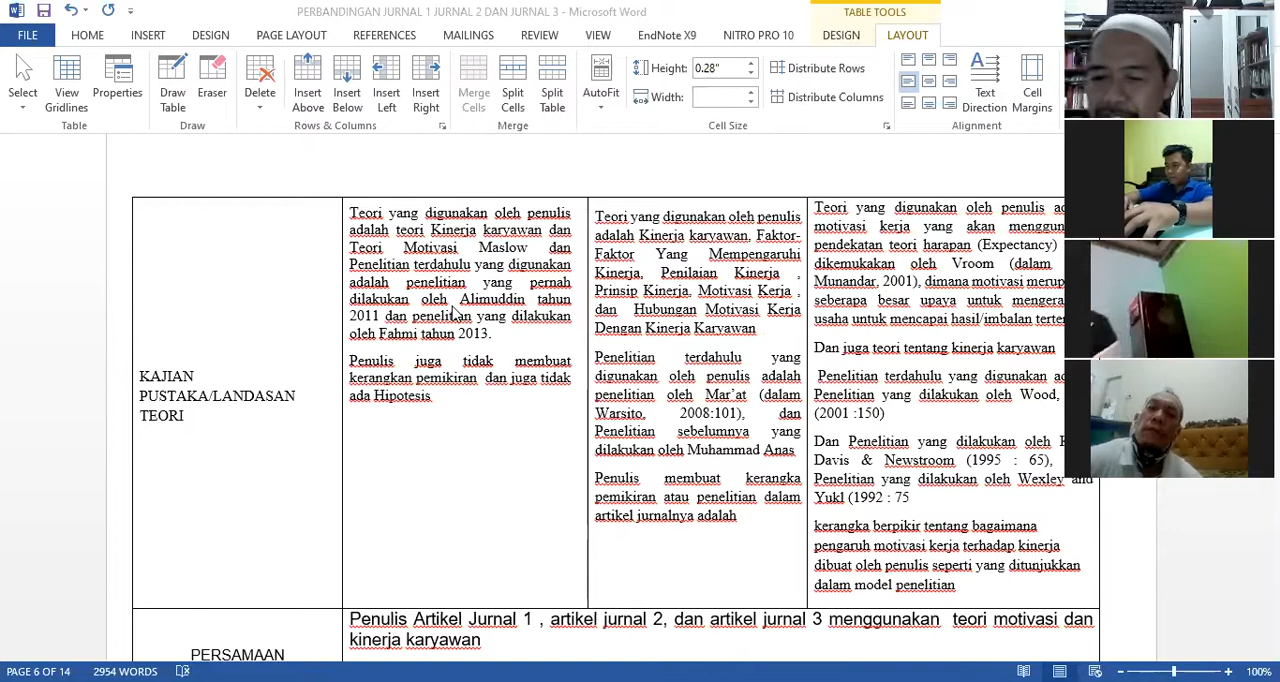 PERBANDINGAN JURNAL 1 JURNAL 2 DAN JURNAL 3 - Microsoft Word
TABLE TOOLS
FILE HOME INSERT DESIGN PAGE LAYOUT REFERENCES MAILINGS REVIEW VIEW EndNote X9 NITRO PRO 10 DESIGN LAYOUT
Select
View Gridlines
Properties
Table
Draw Table
Eraser
Draw
Delete
Insert Above
Insert Below
Insert Left
Insert Right
Rows & Columns
Merge Cells
Split Cells
Split Table
Merge
AutoFit
Height: 0.28"
Width:
Distribute Rows
Distribute Columns
Cell Size
Text Direction
Cell Margins
Alignment
KAJIAN
PUSTAKA/LANDASAN
TEORI
Teori yang digunakan oleh penulis
adalah teori Kinerja karyawan dan
Teori Motivasi Maslow dan
Penelitian terdahulu yang digunakan
adalah penelitian yang pernah
dilakukan oleh Alimuddin tahun
2011 dan penelitian yang dilakukan
oleh Fahmi tahun 2013.
Penulis juga tidak membuat
kerangkan pemikiran dan juga tidak
ada Hipotesis
Teori yang digunakan oleh penulis
adalah Kinerja karyawan, Faktor-
Faktor Yang Mempengaruhi
Kinerja, Penilaian Kinerja ,
Prinsip Kinerja, Motivasi Kerja ,
dan Hubungan Motivasi Kerja
Dengan Kinerja Karyawan
Penelitian terdahulu yang
digunakan oleh penulis adalah
penelitian oleh Mar’at (dalam
Warsito, 2008:101), dan
Penelitian sebelumnya yang
dilakukan oleh Muhammad Anas
Penulis membuat kerangka
pemikiran atau penelitian dalam
artikel jurnalnya adalah
Teori yang digunakan oleh penulis
motivasi kerja yang akan
pendekatan teori harapan (Expectancy)
dikemukakan oleh Vroom (dalam
Munandar, 2001), dimana motivasi
seberapa besar upaya untuk
usaha untuk mencapai hasil/imbalan
Dan juga teori tentang kinerja karyawan
Penelitian terdahulu yang digunakan
Penelitian yang dilakukan oleh Wood,
(2001 :150)
Dan Penelitian yang dilakukan oleh
Davis & Newstroom (1995 : 65),
Penelitian yang dilakukan oleh Wexley and
Yukl (1992 : 75
kerangka berpikir tentang bagaimana
pengaruh motivasi kerja terhadap kinerja
dibuat oleh penulis seperti yang ditunjukkan
dalam model penelitian
PERSAMAAN
Penulis Artikel Jurnal 1 , artikel jurnal 2, dan artikel jurnal 3 menggunakan teori motivasi dan
kinerja karyawan
PAGE 6 OF 14 2954 WORDS 100%